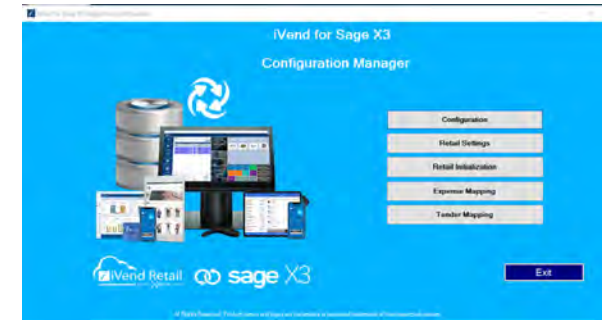 iVend for Sage X3
Configuration Manager
Configuration
Retail Settings
Retail Initialization
Expense Mapping
Tender Mapping
iVend Retail
sage X3
Exit